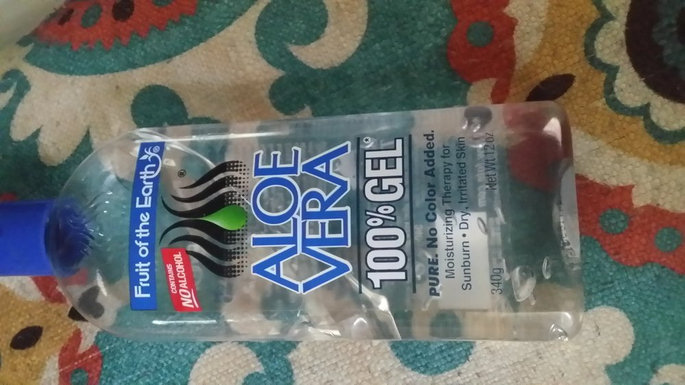 Fruit of the Earth®
CONTAINS
NO ALCOHOL
®
ALOE
VERA
100% GEL*
PURE. No Color Added.
Moisturizing Therapy for
Sunburn • Dry, Irritated Skin
340g Net Wt 12 oz